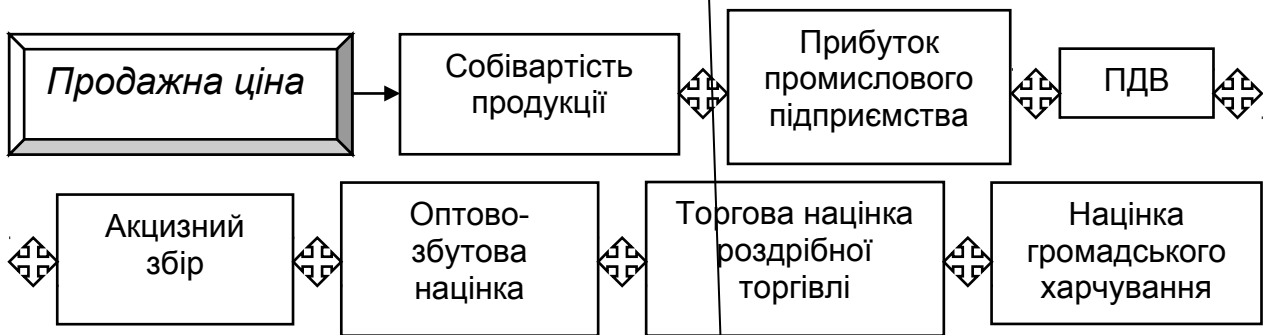 Продажна ціна
Собівартість
продукції
Прибуток
промислового
підприємства
ПДВ
Акцизний
збір
Оптово-
збутова
націнка
Торгова націнка
роздрібної
торгівлі
Націнка
громадського
харчування